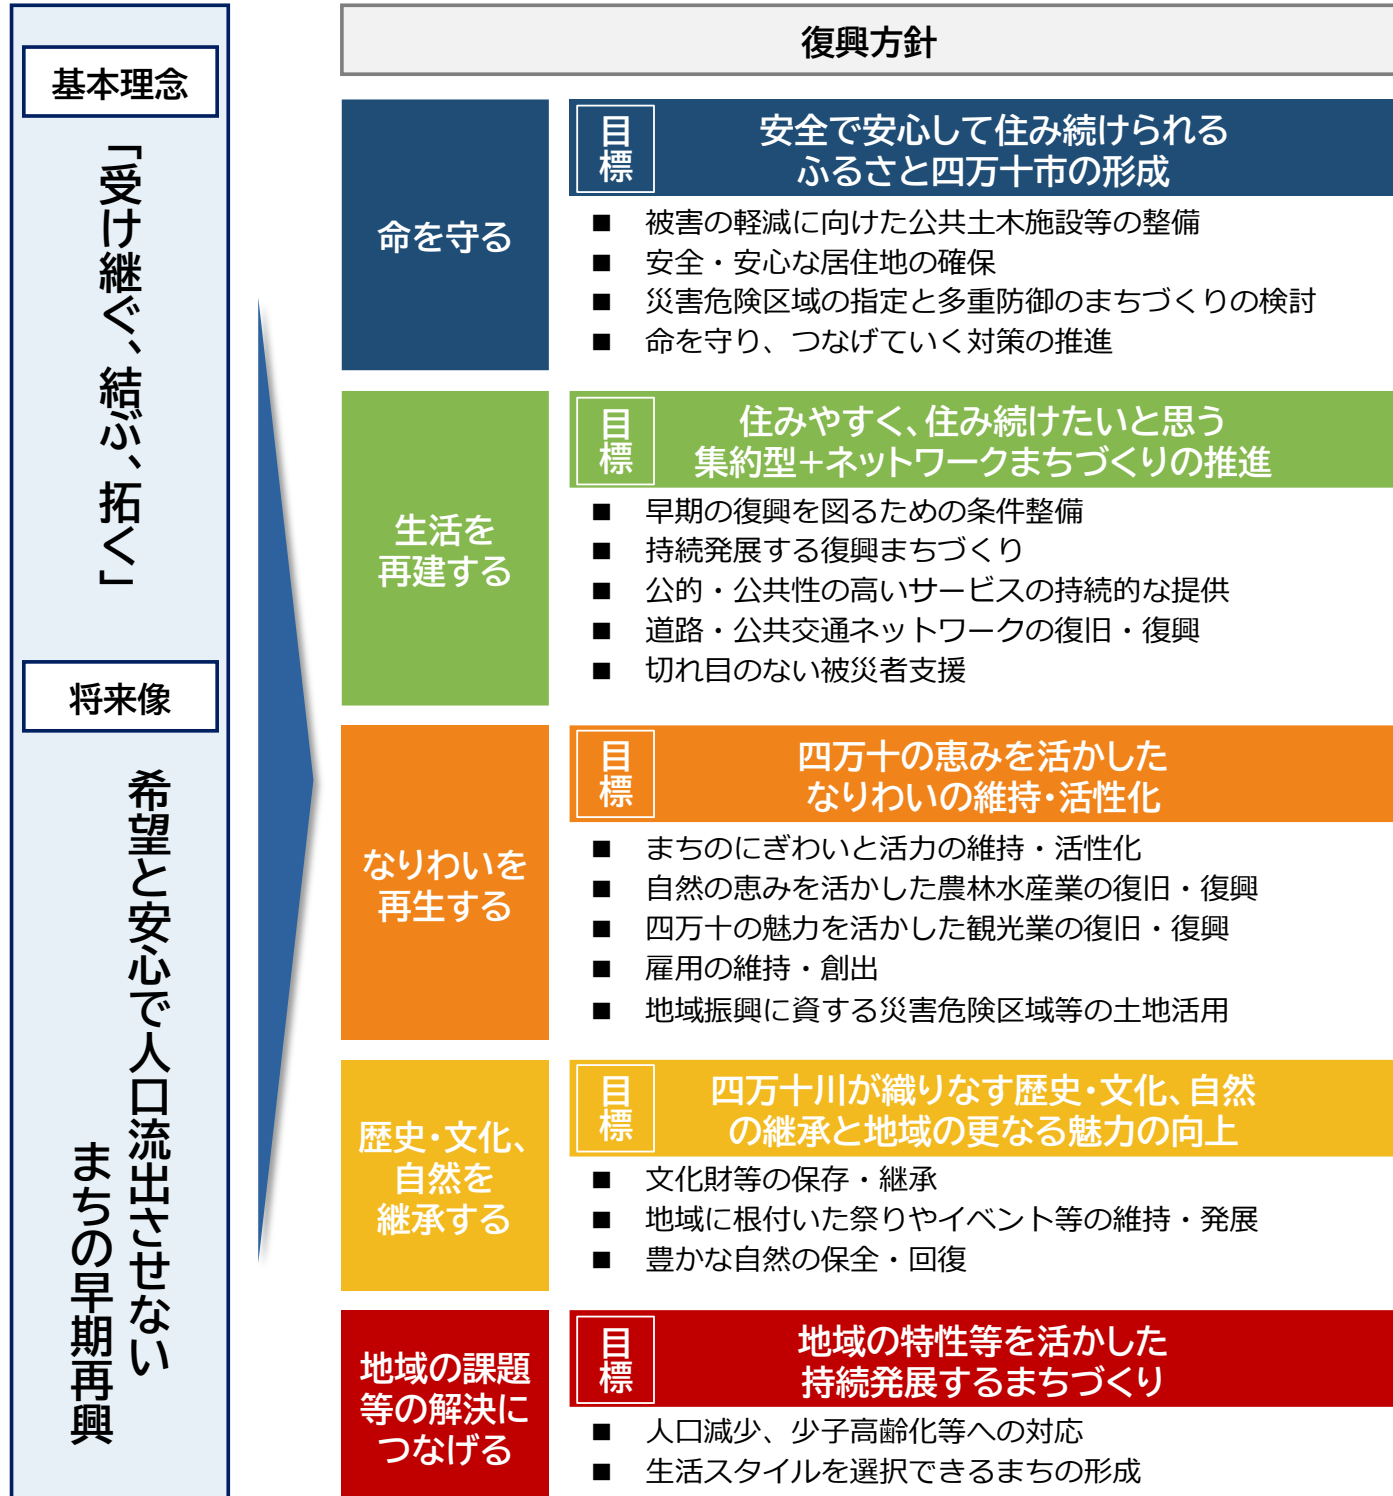 基本理念
「受け継ぐ、結ぶ、拓く」
将来像
希望と安心で人口流出させない
まちの早期再興
復興方針
命を守る
目標
安全で安心して住み続けられる
ふるさと四万十市の形成
■ 被害の軽減に向けた公共土木施設等の整備
■ 安全・安心な居住地の確保
■ 災害危険区域の指定と多重防御のまちづくりの検討
■ 命を守り、つなげていく対策の推進
生活を
再建する
目標
住みやすく、住み続けたいと思う
集約型＋ネットワークまちづくりの推進
■ 早期の復興を図るための条件整備
■ 持続発展する復興まちづくり
■ 公的・公共性の高いサービスの持続的な提供
■ 道路・公共交通ネットワークの復旧・復興
■ 切れ目のない被災者支援
なりわいを
再生する
目標
四万十の恵みを活かした
なりわいの維持・活性化
■ まちのにぎわいと活力の維持・活性化
■ 自然の恵みを活かした農林水産業の復旧・復興
■ 四万十の魅力を活かした観光業の復旧・復興
■ 雇用の維持・創出
■ 地域振興に資する災害危険区域等の土地活用
歴史・文化、
自然を
継承する
目標
四万十川が織りなす歴史・文化、自然
の継承と地域の更なる魅力の向上
■ 文化財等の保存・継承
■ 地域に根付いた祭りやイベント等の維持・発展
■ 豊かな自然の保全・回復
地域の課題
等の解決に
つなげる
目標
地域の特性等を活かした
持続発展するまちづくり
■ 人口減少、少子高齢化等への対応
■ 生活スタイルを選択できるまちの形成